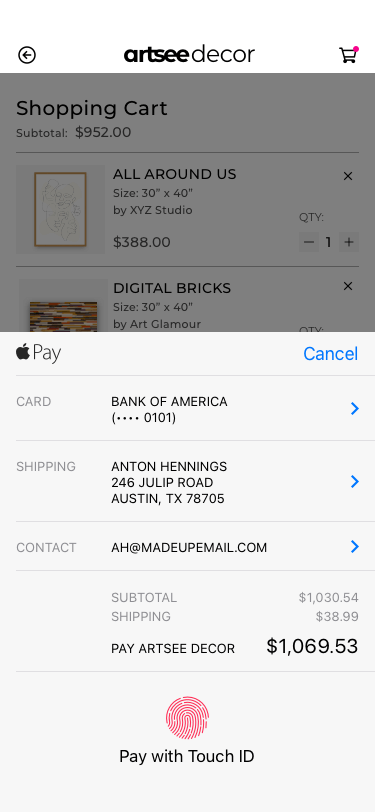 artsee decor
Shopping Cart
Subtotal: $952.00
ALL AROUND US
Size: 30” x 40”
by XYZ Studio
QTY:
$388.00
1
DIGITAL BRICKS
Size: 30” x 40”
by Art Glamour
QTY:
Pay
Cancel
CARD
BANK OF AMERICA
(•••• 0101)
SHIPPING
ANTON HENNINGS
246 JULIP ROAD
AUSTIN, TX 78705
CONTACT
AH@MADEUPEMAIL.COM
SUBTOTAL $1,030.54
SHIPPING $38.99
PAY ARTSEE DECOR $1,069.53
Pay with Touch ID